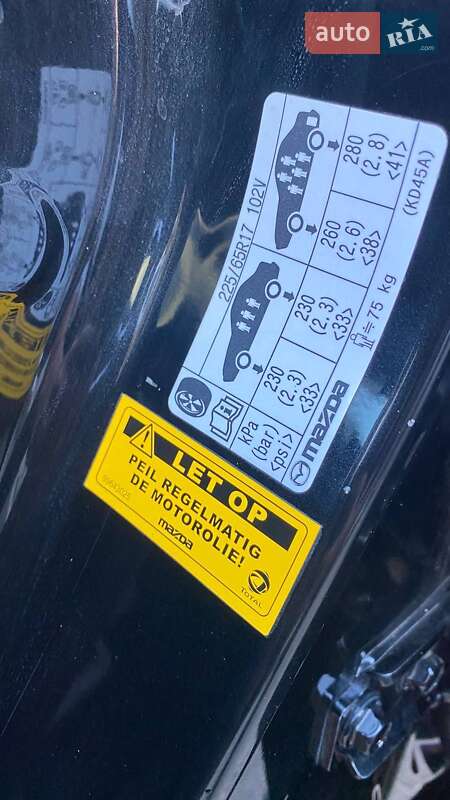 auto RIA
.com
225/65R17 102V
kPa 230 230 260 280
(bar) (2.3) (2.3) (2.6) (2.8)
<psi> <33> <33> <38> <41>
mazda ≒75 kg (KD45A)
LET OP
PEIL REGELMATIG
DE MOTOROLIE!
mazda
TOTAL